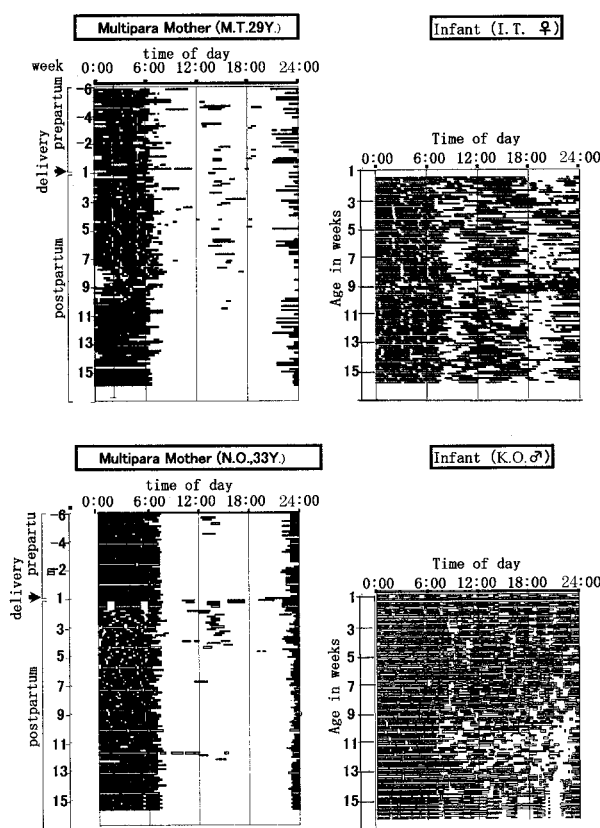 Multipara Mother (M.T.29Y.)
time of day
week 0:00 6:00 12:00 18:00 24:00
-6
-4
-2
1
3
5
7
9
11
13
15
prepartum
delivery
postpartum
Infant (I.T. ♀)
Time of day
0:00 6:00 12:00 18:00 24:00
1
3
5
7
9
11
13
15
Age in weeks
Multipara Mother (N.O.,33Y.)
time of day
0:00 6:00 12:00 18:00 24:00
-6
-4
-2
1
3
5
7
9
11
13
15
prepartu
delivery
postpartum
Infant (K.O.♂)
Time of day
0:00 6:00 12:00 18:00 24:00
1
3
5
7
9
11
13
15
Age in weeks